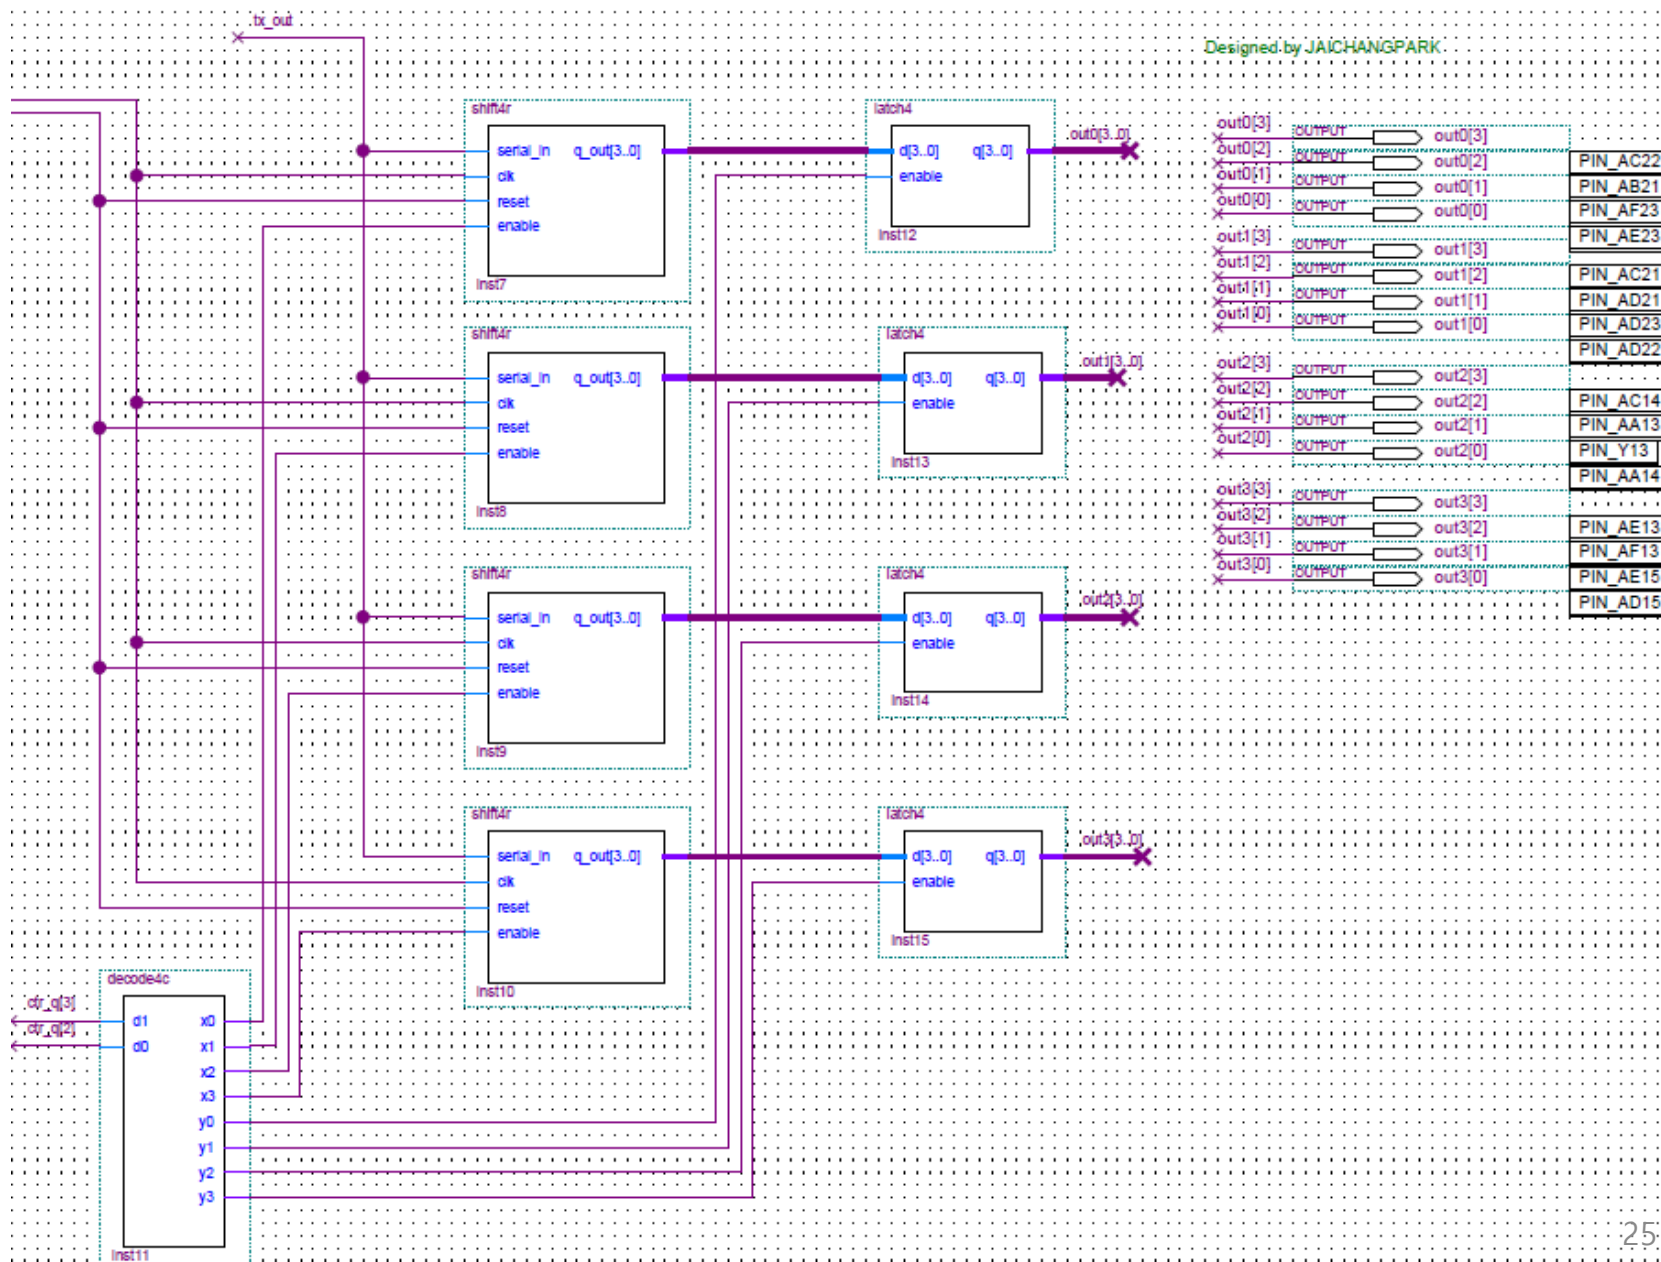 tx_out
Designed by JAICHANGPARK
shift4r
serial_in q_out[3..0]
clk
reset
enable
inst7
latch4
d[3..0] q[3..0]
enable
inst12
out0[3..0]
shift4r
serial_in q_out[3..0]
clk
reset
enable
inst8
latch4
d[3..0] q[3..0]
enable
inst13
out1[3..0]
shift4r
serial_in q_out[3..0]
clk
reset
enable
inst9
latch4
d[3..0] q[3..0]
enable
inst14
out2[3..0]
shift4r
serial_in q_out[3..0]
clk
reset
enable
inst10
latch4
d[3..0] q[3..0]
enable
inst15
out3[3..0]
decode4c
ctr_q[3]
ctr_q[2]
d1 x0
d0 x1
x2
x3
y0
y1
y2
y3
inst11
out0[3] OUTPUT out0[3]
out0[2] OUTPUT out0[2]
out0[1] OUTPUT out0[1]
out0[0] OUTPUT out0[0]
out1[3] OUTPUT out1[3]
out1[2] OUTPUT out1[2]
out1[1] OUTPUT out1[1]
out1[0] OUTPUT out1[0]
out2[3] OUTPUT out2[3]
out2[2] OUTPUT out2[2]
out2[1] OUTPUT out2[1]
out2[0] OUTPUT out2[0]
out3[3] OUTPUT out3[3]
out3[2] OUTPUT out3[2]
out3[1] OUTPUT out3[1]
out3[0] OUTPUT out3[0]
PIN_AC22
PIN_AB21
PIN_AF23
PIN_AE23
PIN_AC21
PIN_AD21
PIN_AD23
PIN_AD22
PIN_AC14
PIN_AA13
PIN_Y13
PIN_AA14
PIN_AE13
PIN_AF13
PIN_AE15
PIN_AD15
25